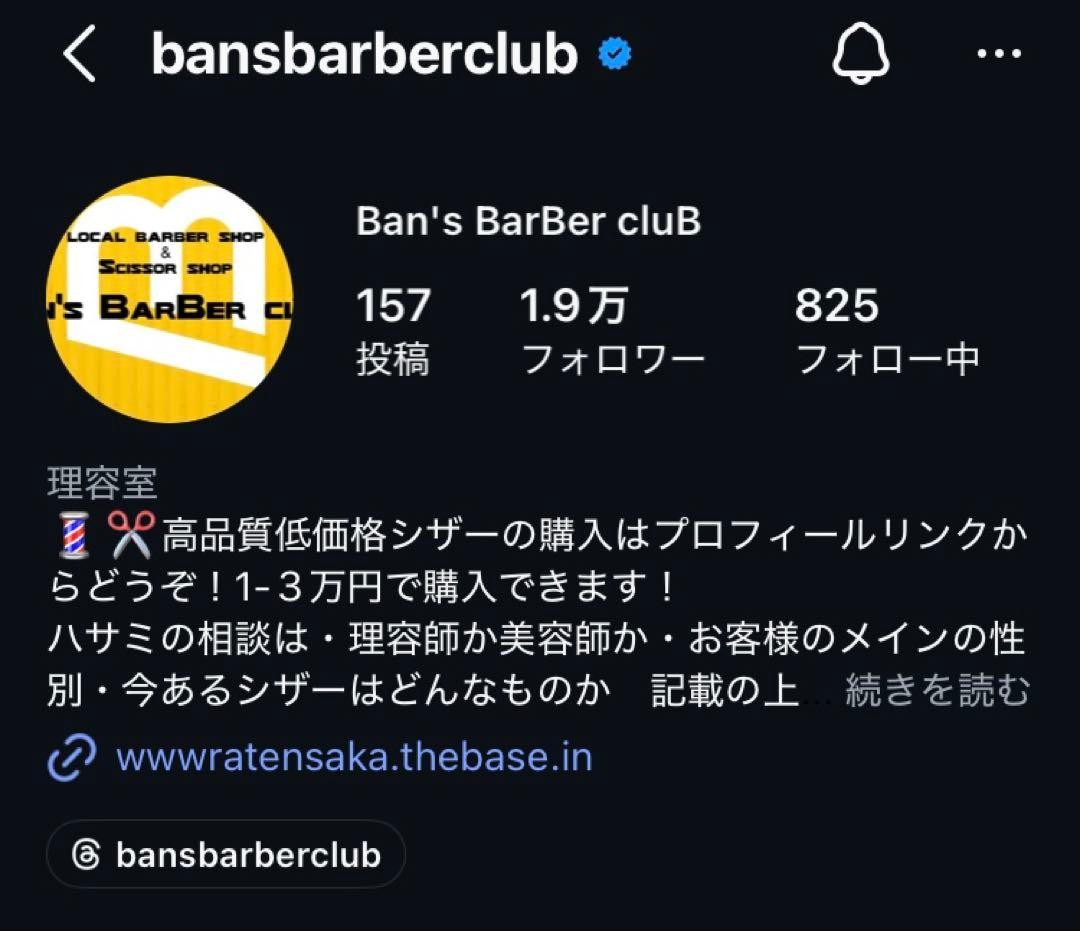 bansbarberclub
LOCAL BARBER SHOP
&
SCISSOR SHOP
'S BARBER CL
Ban's BarBer cluB
157 1.9万 825
投稿 フォロワー フォロー中
理容室
💈✂️高品質低価格シザーの購入はプロフィールリンクか
らどうぞ！1-３万円で購入できます！
ハサミの相談は・理容師か美容師か・お客様のメインの性
別・今あるシザーはどんなものか　記載の上... 続きを読む
wwwratensaka.thebase.in
bansbarberclub